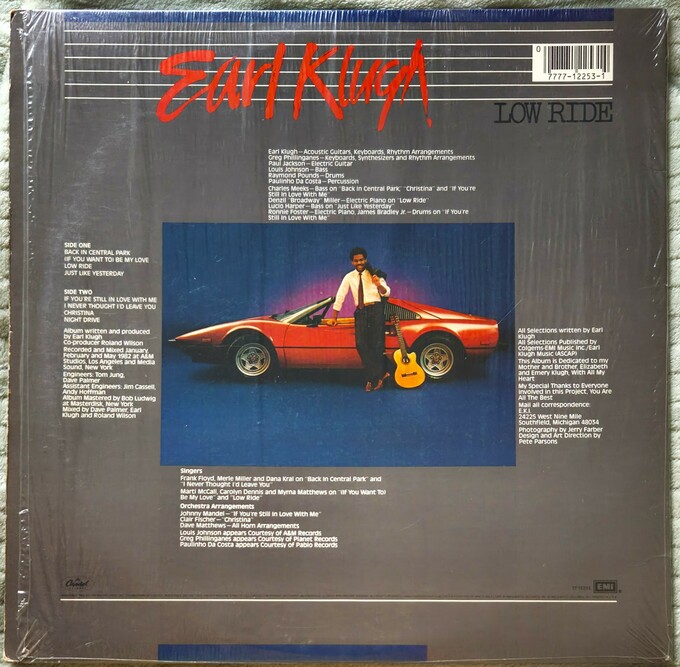 Earl Klugh
0
7777-12253-1
LOW RIDE
Earl Klugh—Acoustic Guitars, Keyboards, Rhythm Arrangements
Greg Phillinganes—Keyboards, Synthesizers and Rhythm Arrangements
Paul Jackson—Electric Guitar
Louis Johnson—Bass
Raymond Pounds—Drums
Paulinho Da Costa—Percussion
Charles Meeks—Bass on "Back In Central Park," "Christina" and "If You're
Still In Love With Me"
Denzil "Broadway" Miller—Electric Piano on "Low Ride"
Lucio Harper—Bass on "Just Like Yesterday"
Ronnie Foster—Electric Piano, James Bradley Jr.—Drums on "If You're
Still In Love With Me"
SIDE ONE
BACK IN CENTRAL PARK
(IF YOU WANT TO) BE MY LOVE
LOW RIDE
JUST LIKE YESTERDAY
SIDE TWO
IF YOU'RE STILL IN LOVE WITH ME
I NEVER THOUGHT I'D LEAVE YOU
CHRISTINA
NIGHT DRIVE
Album written and produced
by Earl Klugh
Co-producer Roland Wilson
Recorded and Mixed January,
February and May 1982 at A&M
Studios, Los Angeles and Media
Sound, New York
Engineers: Tom Jung,
Dave Palmer
Assistant Engineers: Jim Cassell,
Andy Hoffman
Album Mastered by Bob Ludwig
at Masterdisk, New York
Mixed by Dave Palmer, Earl
Klugh and Roland Wilson
All Selections written by Earl
Klugh
All Selections Published by
Colgems-EMI Music Inc./Earl
Klugh Music (ASCAP)
This Album is Dedicated to my
Mother and Brother, Elizabeth
and Emery Klugh, With All My
Heart
My Special Thanks to Everyone
involved in this Project, You Are
All The Best
Mail all correspondence:
E.K.I.
24225 West Nine Mile
Southfield, Michigan 48034
Photography by Jerry Farber
Design and Art Direction by
Pete Parsons
Singers
Frank Floyd, Merle Miller and Dana Kral on "Back In Central Park" and
"I Never Thought I'd Leave You"
Marti McCall, Carolyn Dennis and Myrna Matthews on "(If You Want To)
Be My Love" and "Low Ride"
Orchestra Arrangements
Johnny Mandel—"If You're Still In Love With Me"
Clair Fischer—"Christina"
Dave Matthews—All Horn Arrangements
Louis Johnson appears Courtesy of A&M Records
Greg Phillinganes appears Courtesy of Planet Records
Paulinho Da Costa appears Courtesy of Pablo Records
Capitol
EMI